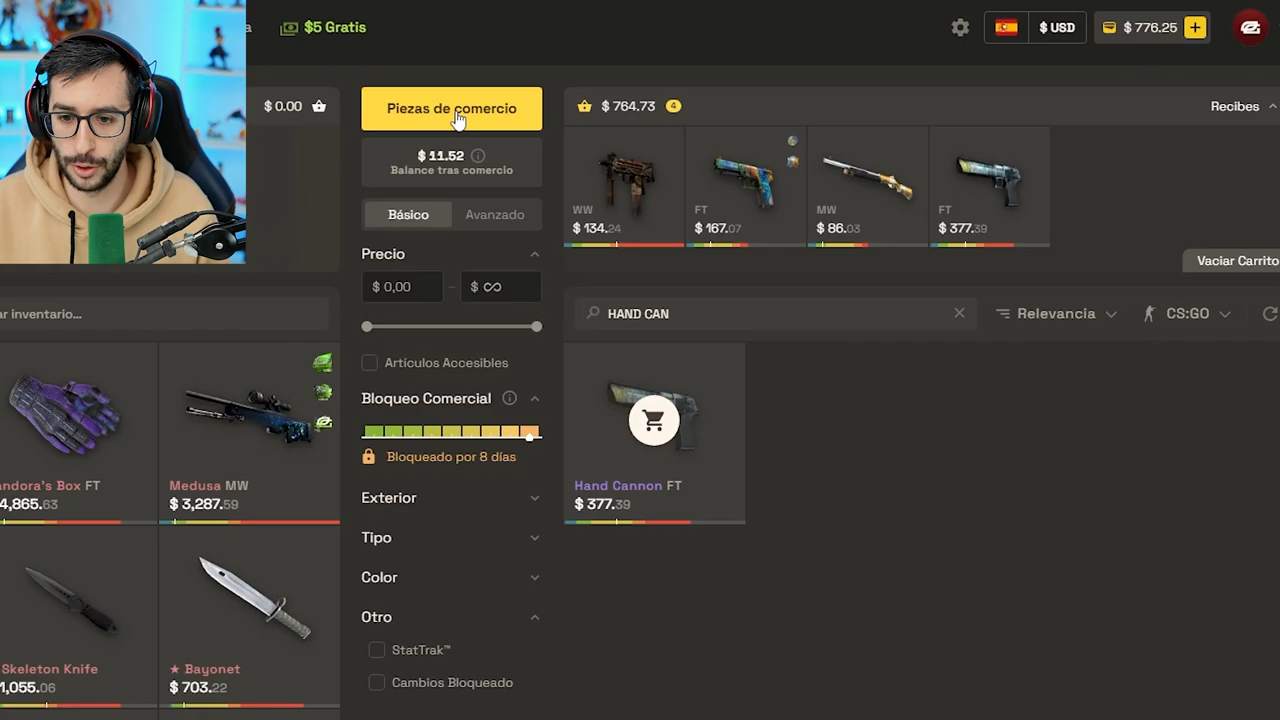 a
$5 Gratis
$ USD
$ 776.25
+
$ 0.00
Piezas de comercio
$ 764.73
4
Recibes
$ 11.52
Balance tras comercio
WW
$ 134.24
FT
$ 167.07
MW
$ 86.03
FT
$ 377.39
Básico
Avanzado
Precio
Vaciar Carrito
$ 0,00
$ ∞
ar inventario...
HAND CAN
Relevancia
CS:GO
Artículos Accesibles
Bloqueo Comercial
Bloqueado por 8 días
andora's Box FT
4,865.63
Medusa MW
$ 3,287.59
Hand Cannon FT
$ 377.39
Exterior
Tipo
Color
Otro
StatTrak™
Cambios Bloqueado
Skeleton Knife
1,055.06
★ Bayonet
$ 703.22